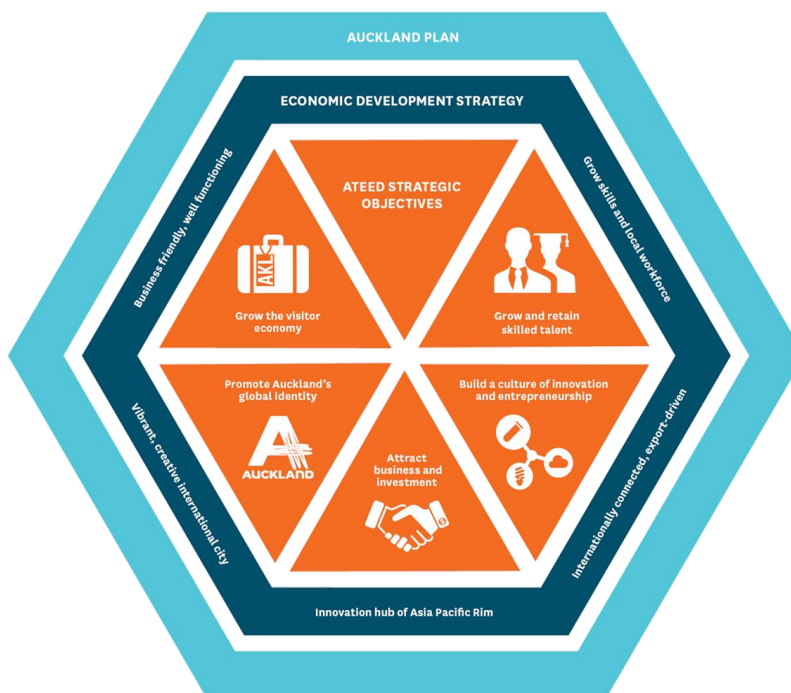 AUCKLAND PLAN
ECONOMIC DEVELOPMENT STRATEGY
Business friendly, well functioning
Grow skills and local workforce
ATEED STRATEGIC
OBJECTIVES
AKL
Grow the visitor
economy
Grow and retain
skilled talent
Promote Auckland's
global identity
AUCKLAND
Attract
business and
investment
Build a culture of innovation
and entrepreneurship
$
Vibrant, creative international city
Internationally connected, export-driven
Innovation hub of Asia Pacific Rim